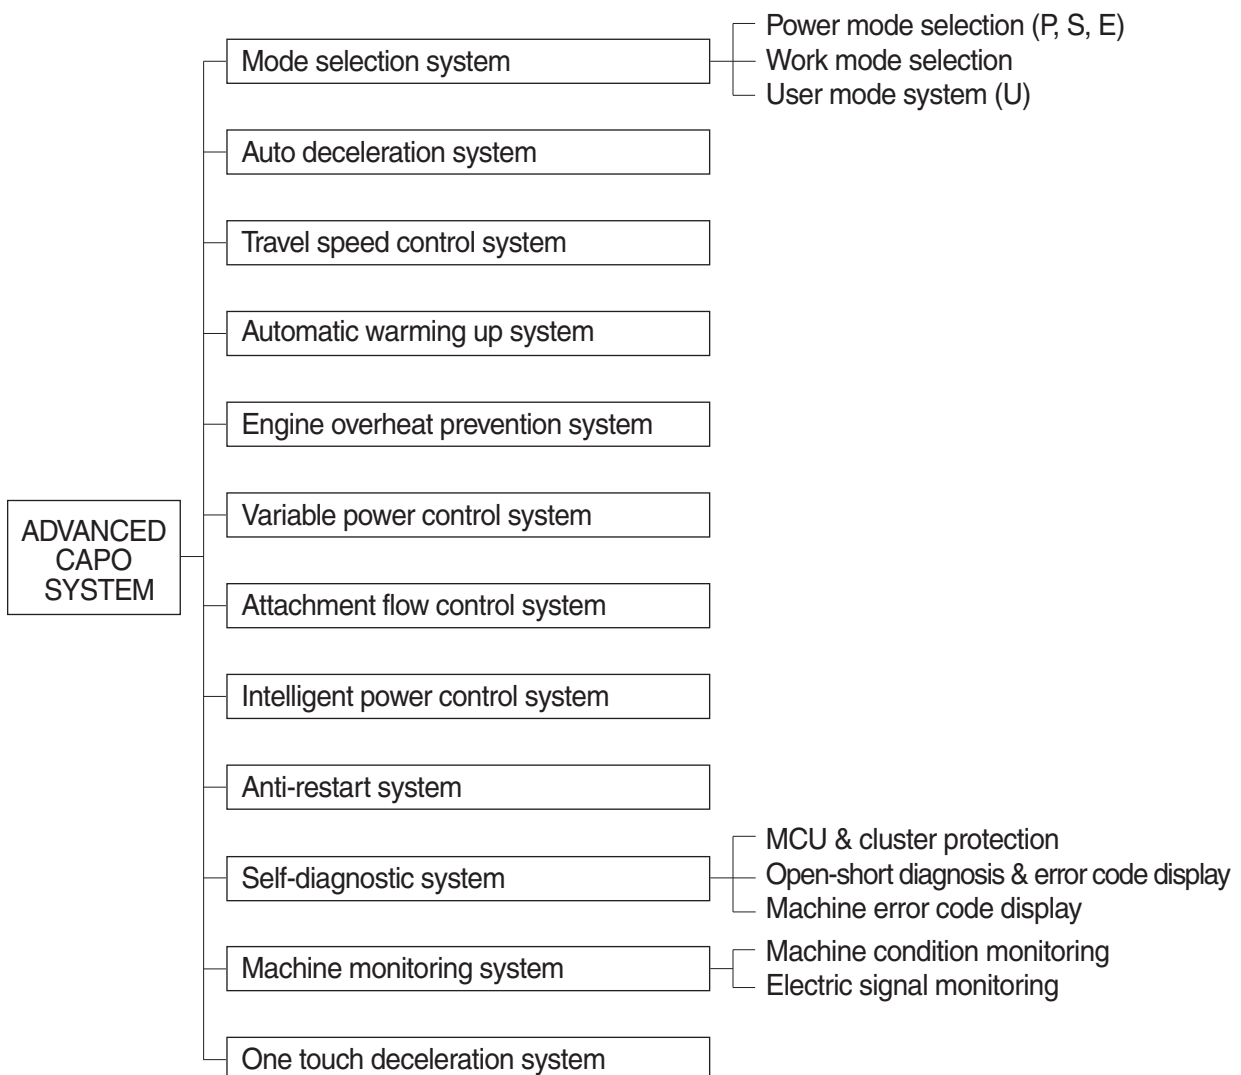 Mode selection system
Power mode selection (P, S, E)
Work mode selection
User mode system (U)
Auto deceleration system
Travel speed control system
Automatic warming up system
Engine overheat prevention system
Variable power control system
ADVANCED
CAPO
SYSTEM
Attachment flow control system
Intelligent power control system
Anti-restart system
Self-diagnostic system
MCU & cluster protection
Open-short diagnosis & error code display
Machine error code display
Machine monitoring system
Machine condition monitoring
Electric signal monitoring
One touch deceleration system